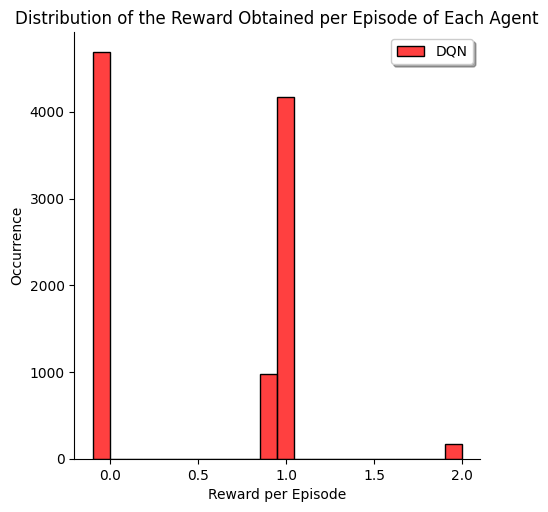 Distribution of the Reward Obtained per Episode of Each Agent
DQN
4000
3000
2000
1000
0
Occurrence
0.0 0.5 1.0 1.5 2.0
Reward per Episode